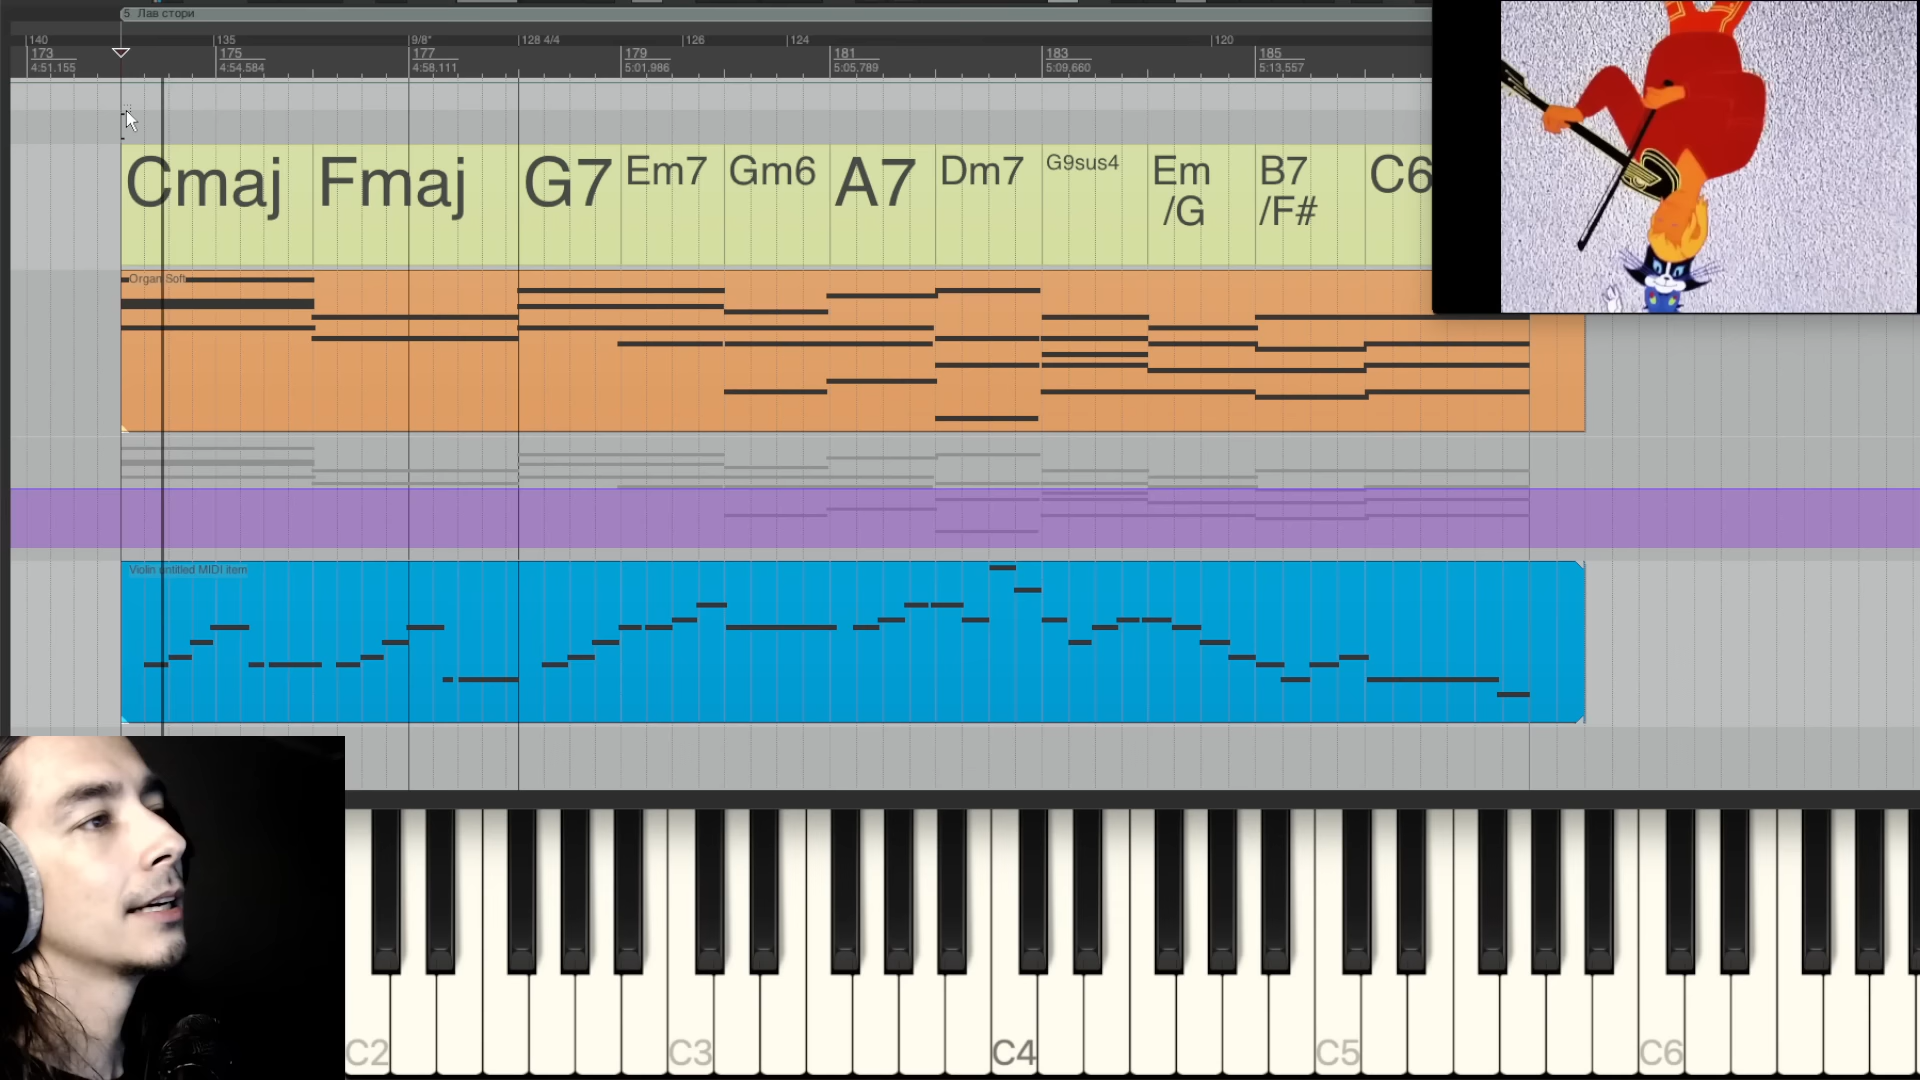 5 Лав стори
140 135 9/8* 128 4/4 126 124 120
173 175 177 179 181 183 185
4:51.155 4:54.584 4:58.111 5:01.986 5:05.789 5:09.660 5:13.557
Cmaj Fmaj G7 Em7 Gm6 A7 Dm7 G9sus4 Em B7 C6
/G /F#
Organ Soft
Violin untitled MIDI item
C2 C3 C4 C5 C6